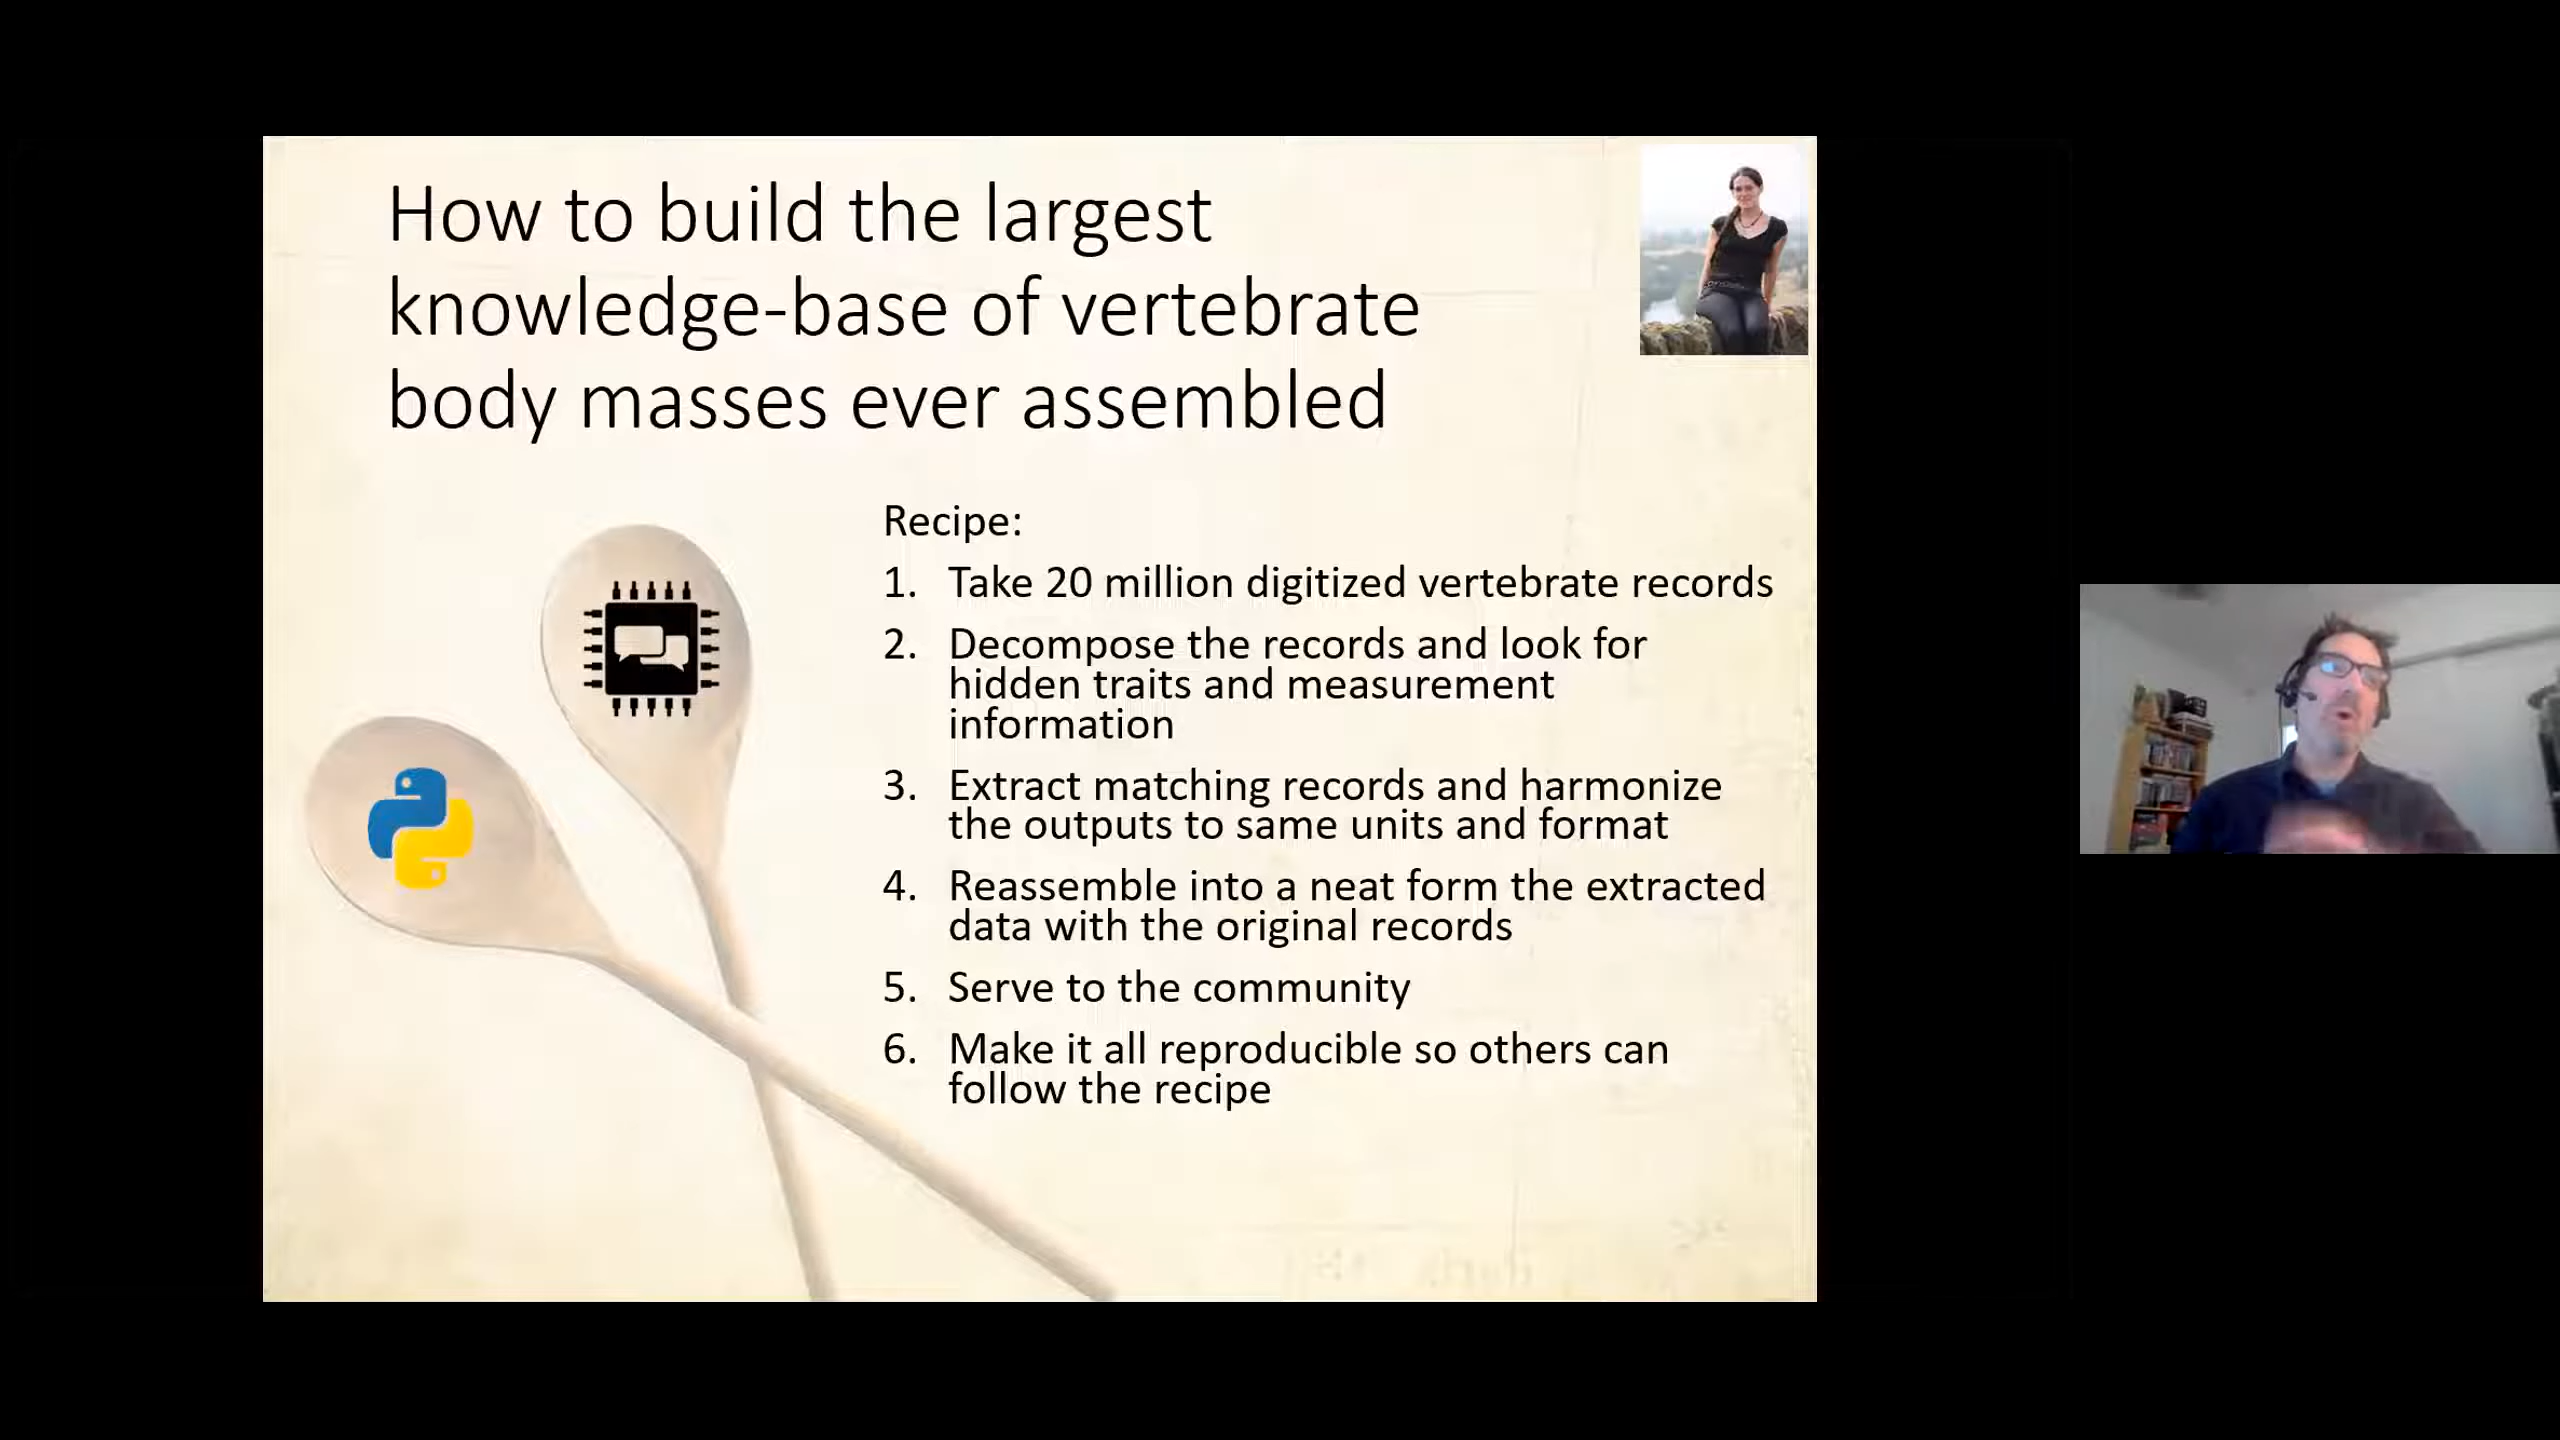 How to build the largest
knowledge-base of vertebrate
body masses ever assembled
Recipe:
1. Take 20 million digitized vertebrate records
2. Decompose the records and look for
hidden traits and measurement
information
3. Extract matching records and harmonize
the outputs to same units and format
4. Reassemble into a neat form the extracted
data with the original records
5. Serve to the community
6. Make it all reproducible so others can
follow the recipe